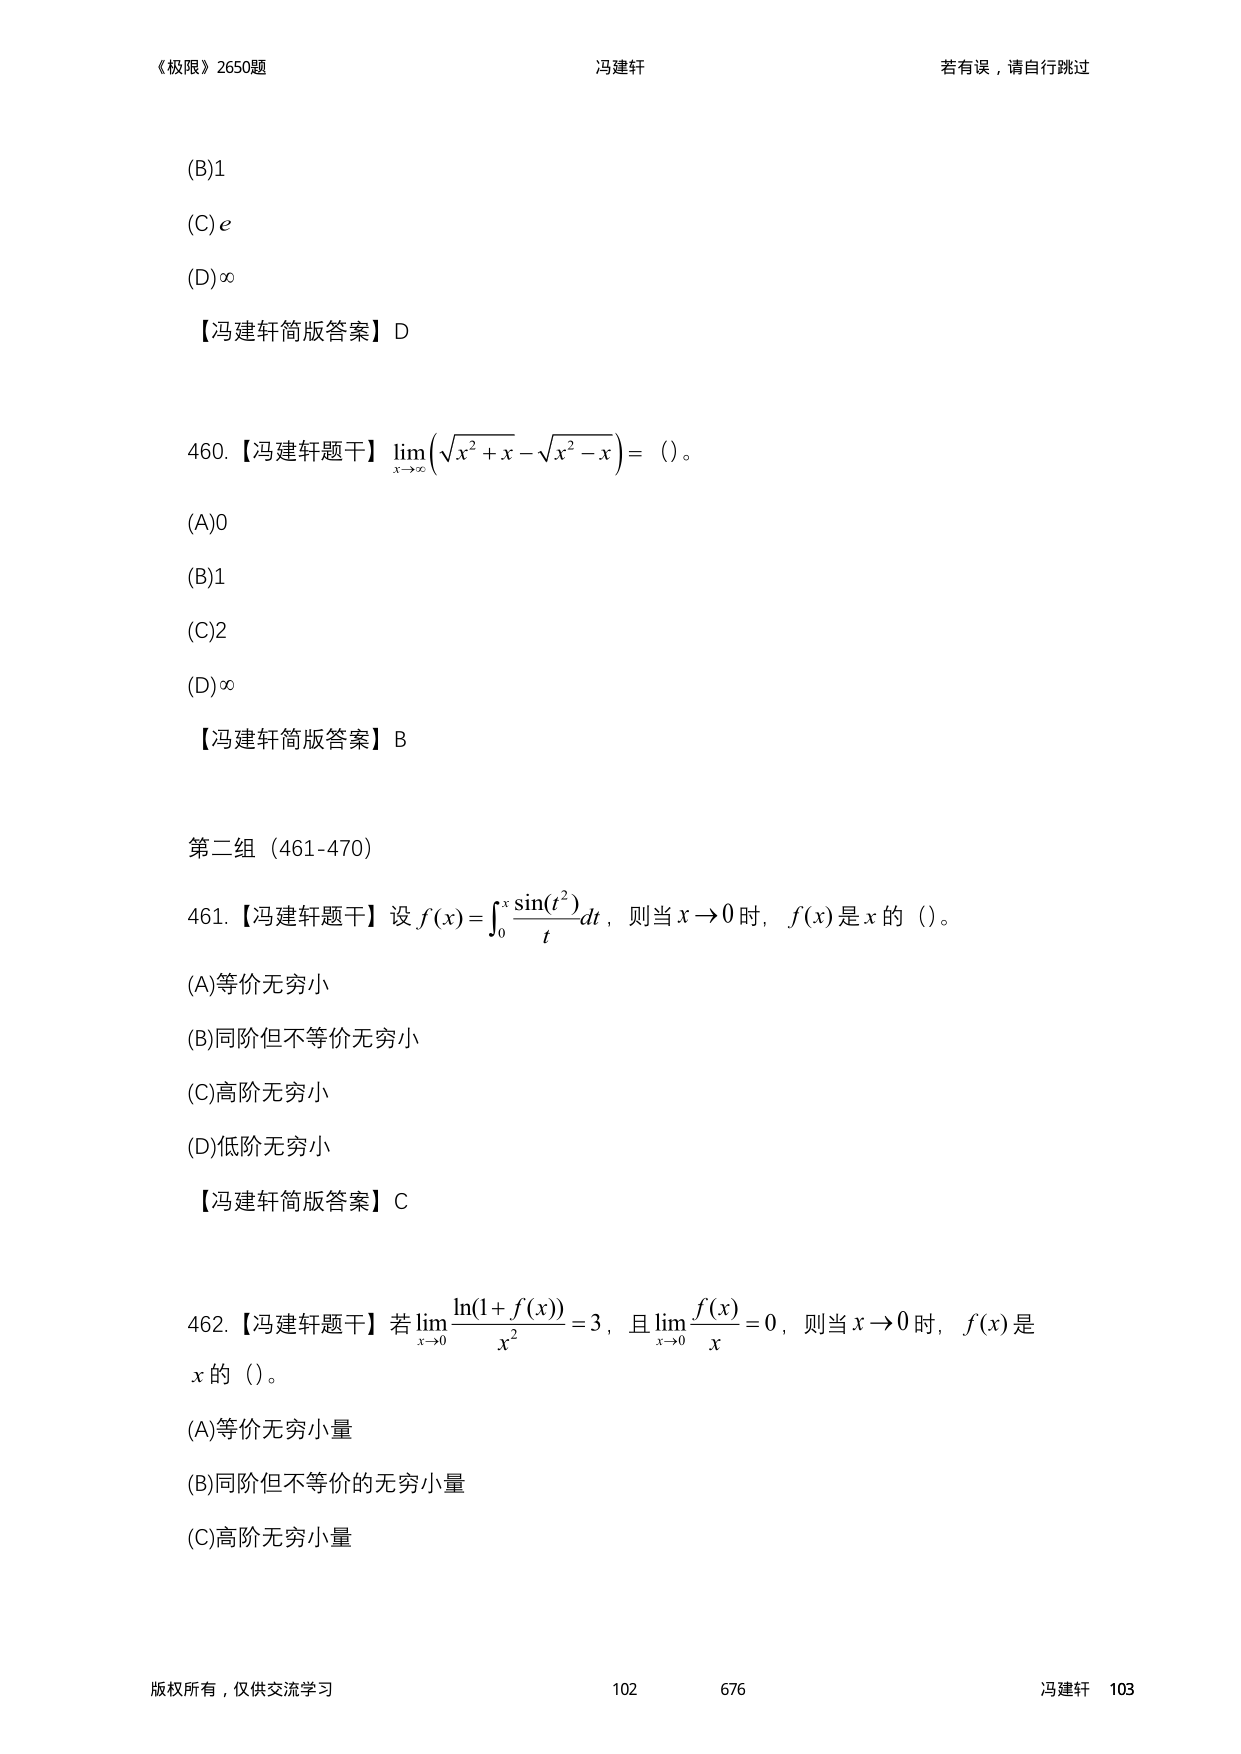 《极限》2650题 冯建轩 若有误，请自行跳过
(B)1
(C) e
(D)∞
【冯建轩简版答案】D
460.【冯建轩题干】 lim_{x→∞}(√(x²+x) − √(x²−x)) = （）。
(A)0
(B)1
(C)2
(D)∞
【冯建轩简版答案】B
第二组（461-470）
461.【冯建轩题干】设 f(x) = ∫₀ˣ sin(t²)/t dt，则当 x→0 时，f(x) 是 x 的（）。
(A)等价无穷小
(B)同阶但不等价无穷小
(C)高阶无穷小
(D)低阶无穷小
【冯建轩简版答案】C
462.【冯建轩题干】若 lim_{x→0} ln(1+f(x))/x² = 3，且 lim_{x→0} f(x)/x = 0，则当 x→0 时，f(x) 是
x 的（）。
(A)等价无穷小量
(B)同阶但不等价的无穷小量
(C)高阶无穷小量
版权所有，仅供交流学习 102 676 冯建轩 103